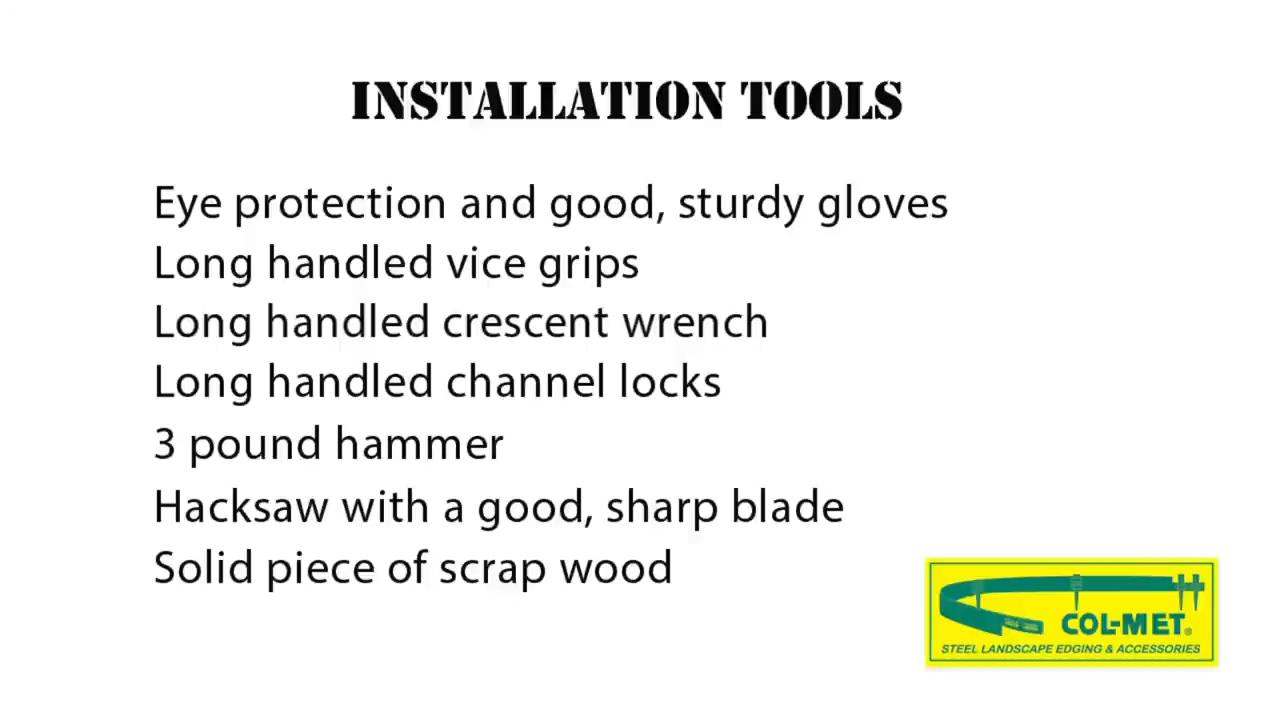 INSTALLATION TOOLS
Eye protection and good, sturdy gloves
Long handled vice grips
Long handled crescent wrench
Long handled channel locks
3 pound hammer
Hacksaw with a good, sharp blade
Solid piece of scrap wood
COL-MET®
STEEL LANDSCAPE EDGING & ACCESSORIES